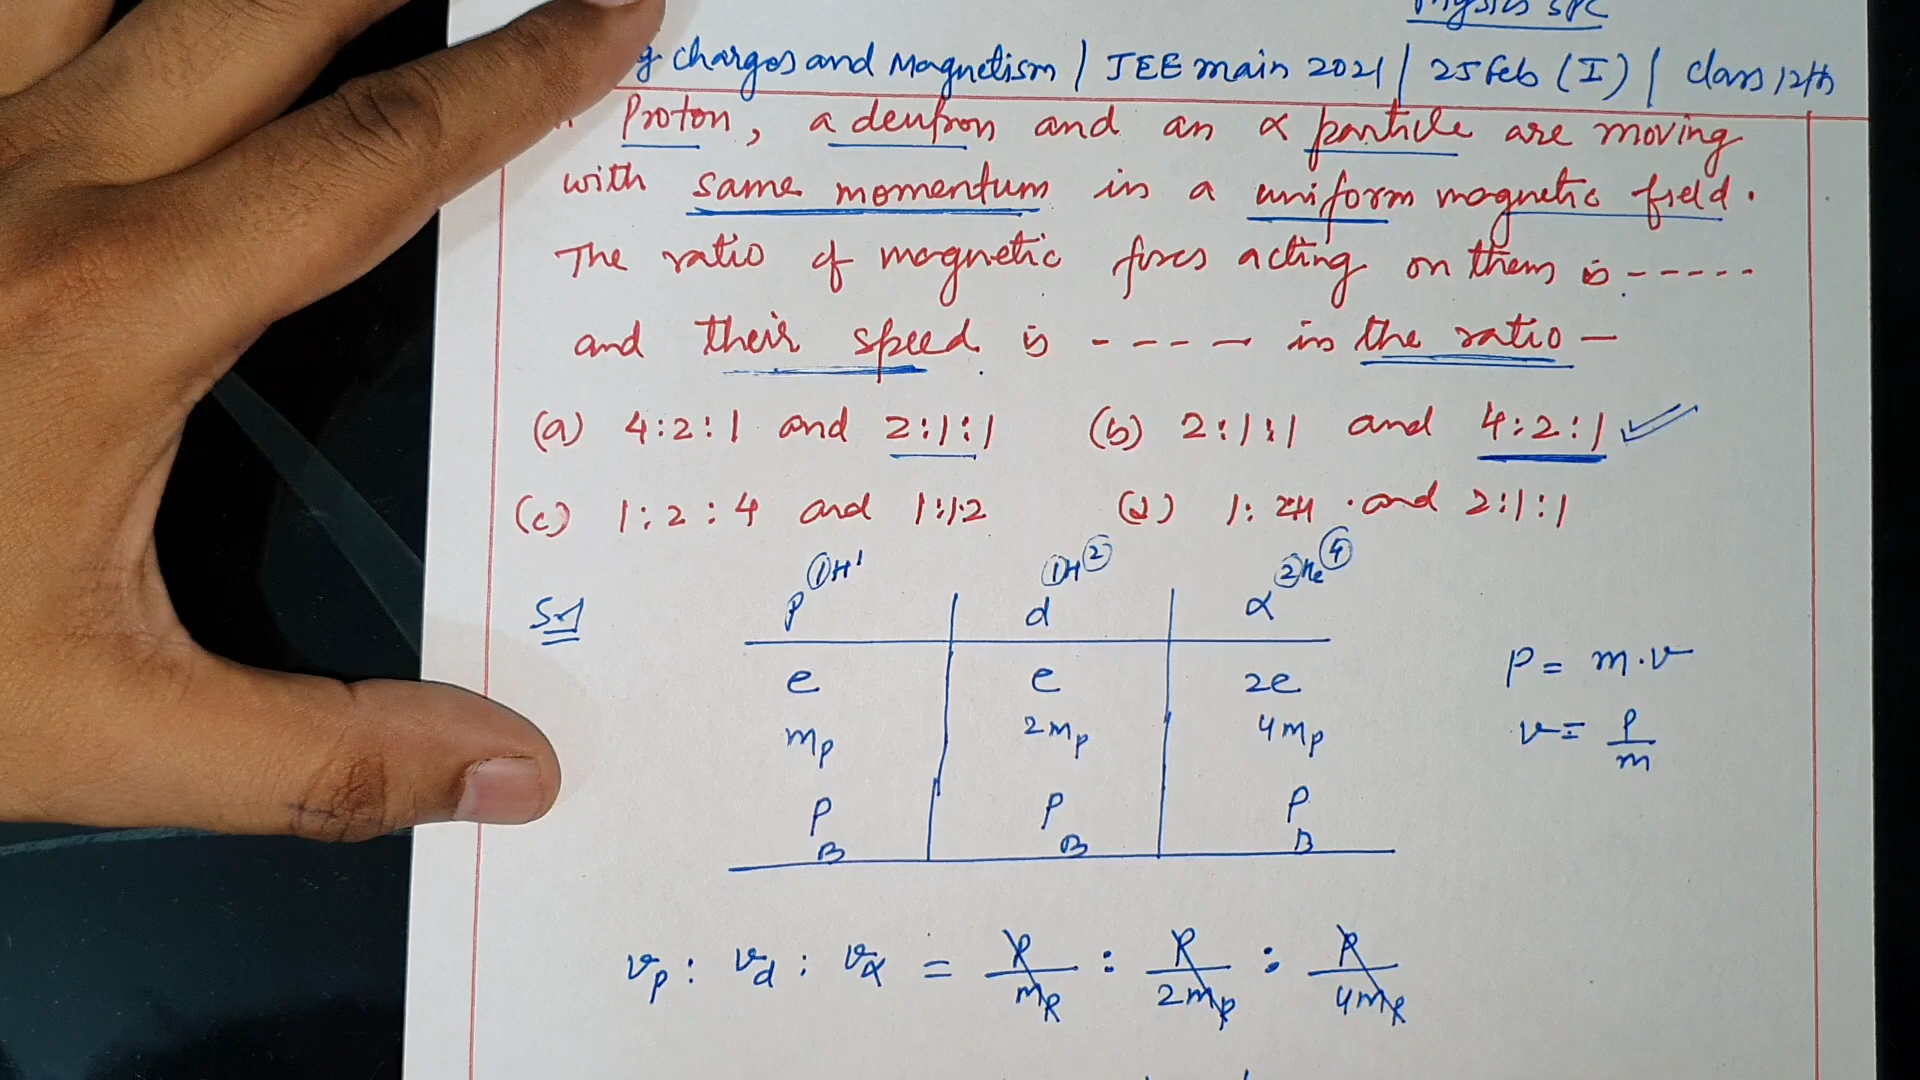 Physics
charges and Magnetism | JEE main 2021 | 25 Feb (I) | class 12th
Proton, a deutron and an α particle are moving
with same momentum in a uniform magnetic field.
The ratio of magnetic forces acting on them is -----
and their speed is ---- in the ratio —
(a) 4:2:1 and 2:1:1 (b) 2:1:1 and 4:2:1 ✓
(c) 1:2:4 and 1:1:2 (d) 1: and 2:1:1
Sol
①H¹ ①H② ②He④
P d α
e e 2e
mp 2mp 4mp
P P P
B B B
P = m.v
v = P/m
vp : vd : vα = P/mp : P/2mp : P/4mp